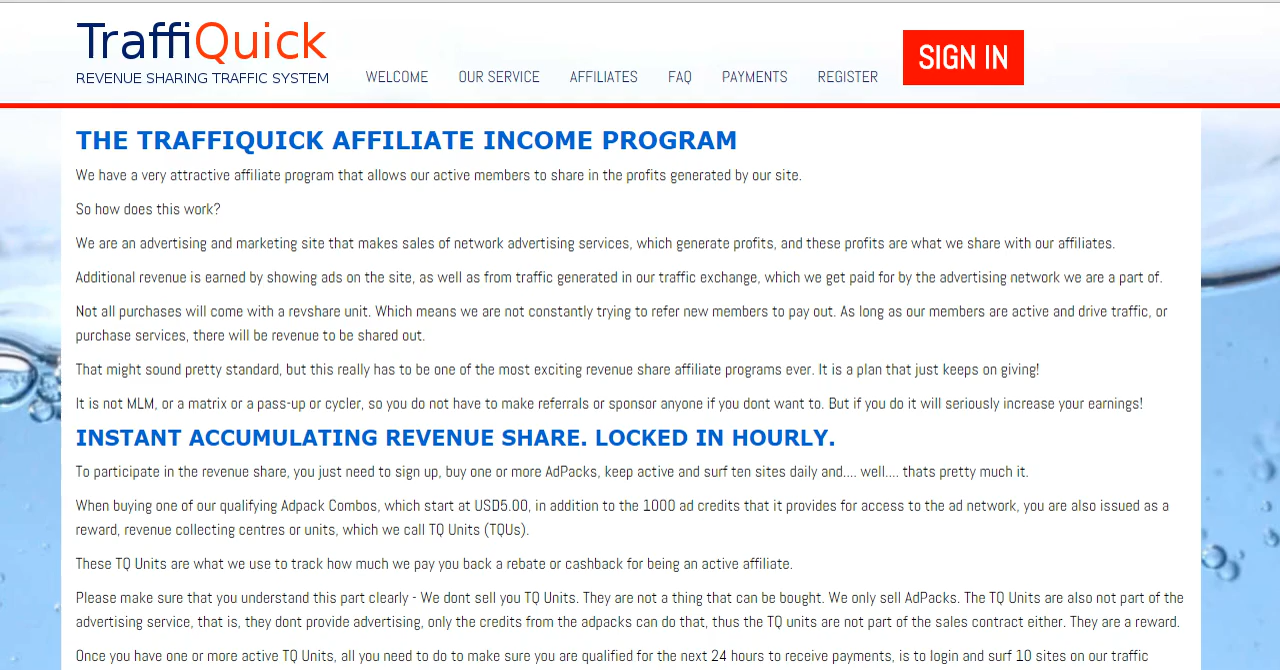 TraffiQuick
REVENUE SHARING TRAFFIC SYSTEM
WELCOME OUR SERVICE AFFILIATES FAQ PAYMENTS REGISTER
SIGN IN
THE TRAFFIQUICK AFFILIATE INCOME PROGRAM
We have a very attractive affiliate program that allows our active members to share in the profits generated by our site.
So how does this work?
We are an advertising and marketing site that makes sales of network advertising services, which generate profits, and these profits are what we share with our affiliates.
Additional revenue is earned by showing ads on the site, as well as from traffic generated in our traffic exchange, which we get paid for by the advertising network we are a part of.
Not all purchases will come with a revshare unit. Which means we are not constantly trying to refer new members to pay out. As long as our members are active and drive traffic, or
purchase services, there will be revenue to be shared out.
That might sound pretty standard, but this really has to be one of the most exciting revenue share affiliate programs ever. It is a plan that just keeps on giving!
It is not MLM, or a matrix or a pass-up or cycler, so you do not have to make referrals or sponsor anyone if you dont want to. But if you do it will seriously increase your earnings!
INSTANT ACCUMULATING REVENUE SHARE. LOCKED IN HOURLY.
To participate in the revenue share, you just need to sign up, buy one or more AdPacks, keep active and surf ten sites daily and.... well.... thats pretty much it.
When buying one of our qualifying Adpack Combos, which start at USD5.00, in addition to the 1000 ad credits that it provides for access to the ad network, you are also issued as a
reward, revenue collecting centres or units, which we call TQ Units (TQUs).
These TQ Units are what we use to track how much we pay you back a rebate or cashback for being an active affiliate.
Please make sure that you understand this part clearly - We dont sell you TQ Units. They are not a thing that can be bought. We only sell AdPacks. The TQ Units are also not part of the
advertising service, that is, they dont provide advertising, only the credits from the adpacks can do that, thus the TQ units are not part of the sales contract either. They are a reward.
Once you have one or more active TQ Units, all you need to do to make sure you are qualified for the next 24 hours to receive payments, is to login and surf 10 sites on our traffic